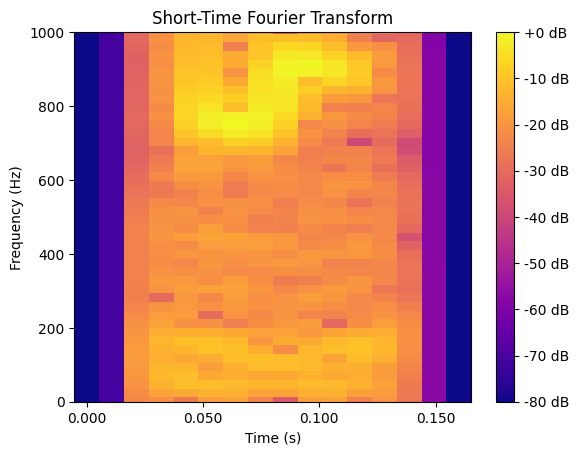 Short-Time Fourier Transform
1000
800
600
400
200
0
Frequency (Hz)
0.000
0.050
0.100
0.150
Time (s)
+0 dB
-10 dB
-20 dB
-30 dB
-40 dB
-50 dB
-60 dB
-70 dB
-80 dB